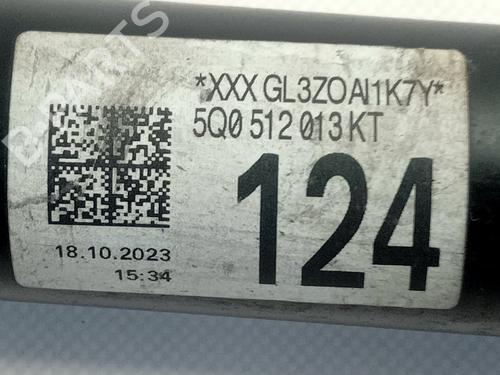 *XXX GL3ZOAI1K7Y*
5Q0 512 013 KT
124
18.10.2023
15:34
B-PARTS